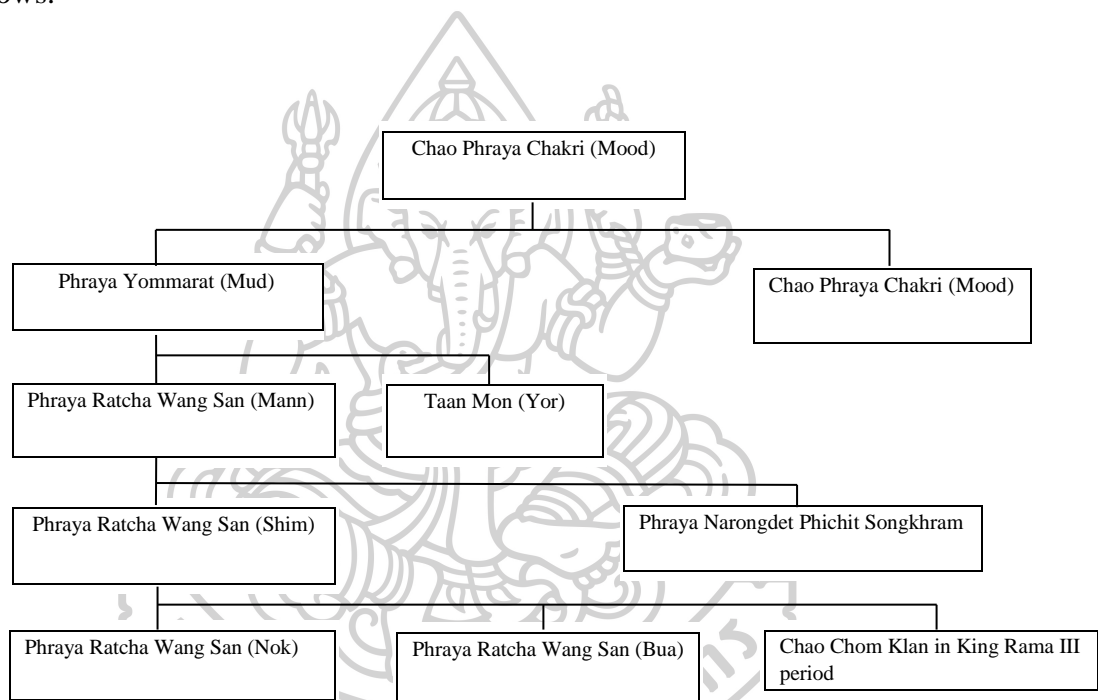 Chao Phraya Chakri (Mood)
Phraya Yommarat (Mud)
Chao Phraya Chakri (Mood)
Phraya Ratcha Wang San (Mann)
Taan Mon (Yor)
Phraya Ratcha Wang San (Shim)
Phraya Narongdet Phichit Songkhram
Phraya Ratcha Wang San (Nok)
Phraya Ratcha Wang San (Bua)
Chao Chom Klan in King Rama III
period